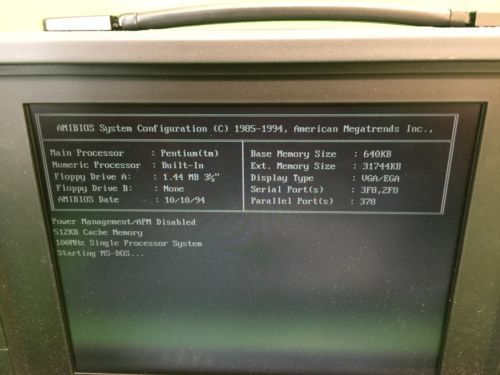 AMIBIOS System Configuration (C) 1985-1994, American Megatrends Inc.,
Main Processor : Pentium(tm)
Numeric Processor : Built-In
Floppy Drive A: : 1.44 MB 3½"
Floppy Drive B: : None
AMIBIOS Date : 10/10/94
Base Memory Size : 640KB
Ext. Memory Size : 31744KB
Display Type : VGA/EGA
Serial Port(s) : 3F8,2F8
Parallel Port(s) : 378
Power Management/APM Disabled
512KB Cache Memory
100MHz Single Processor System
Starting MS-DOS...